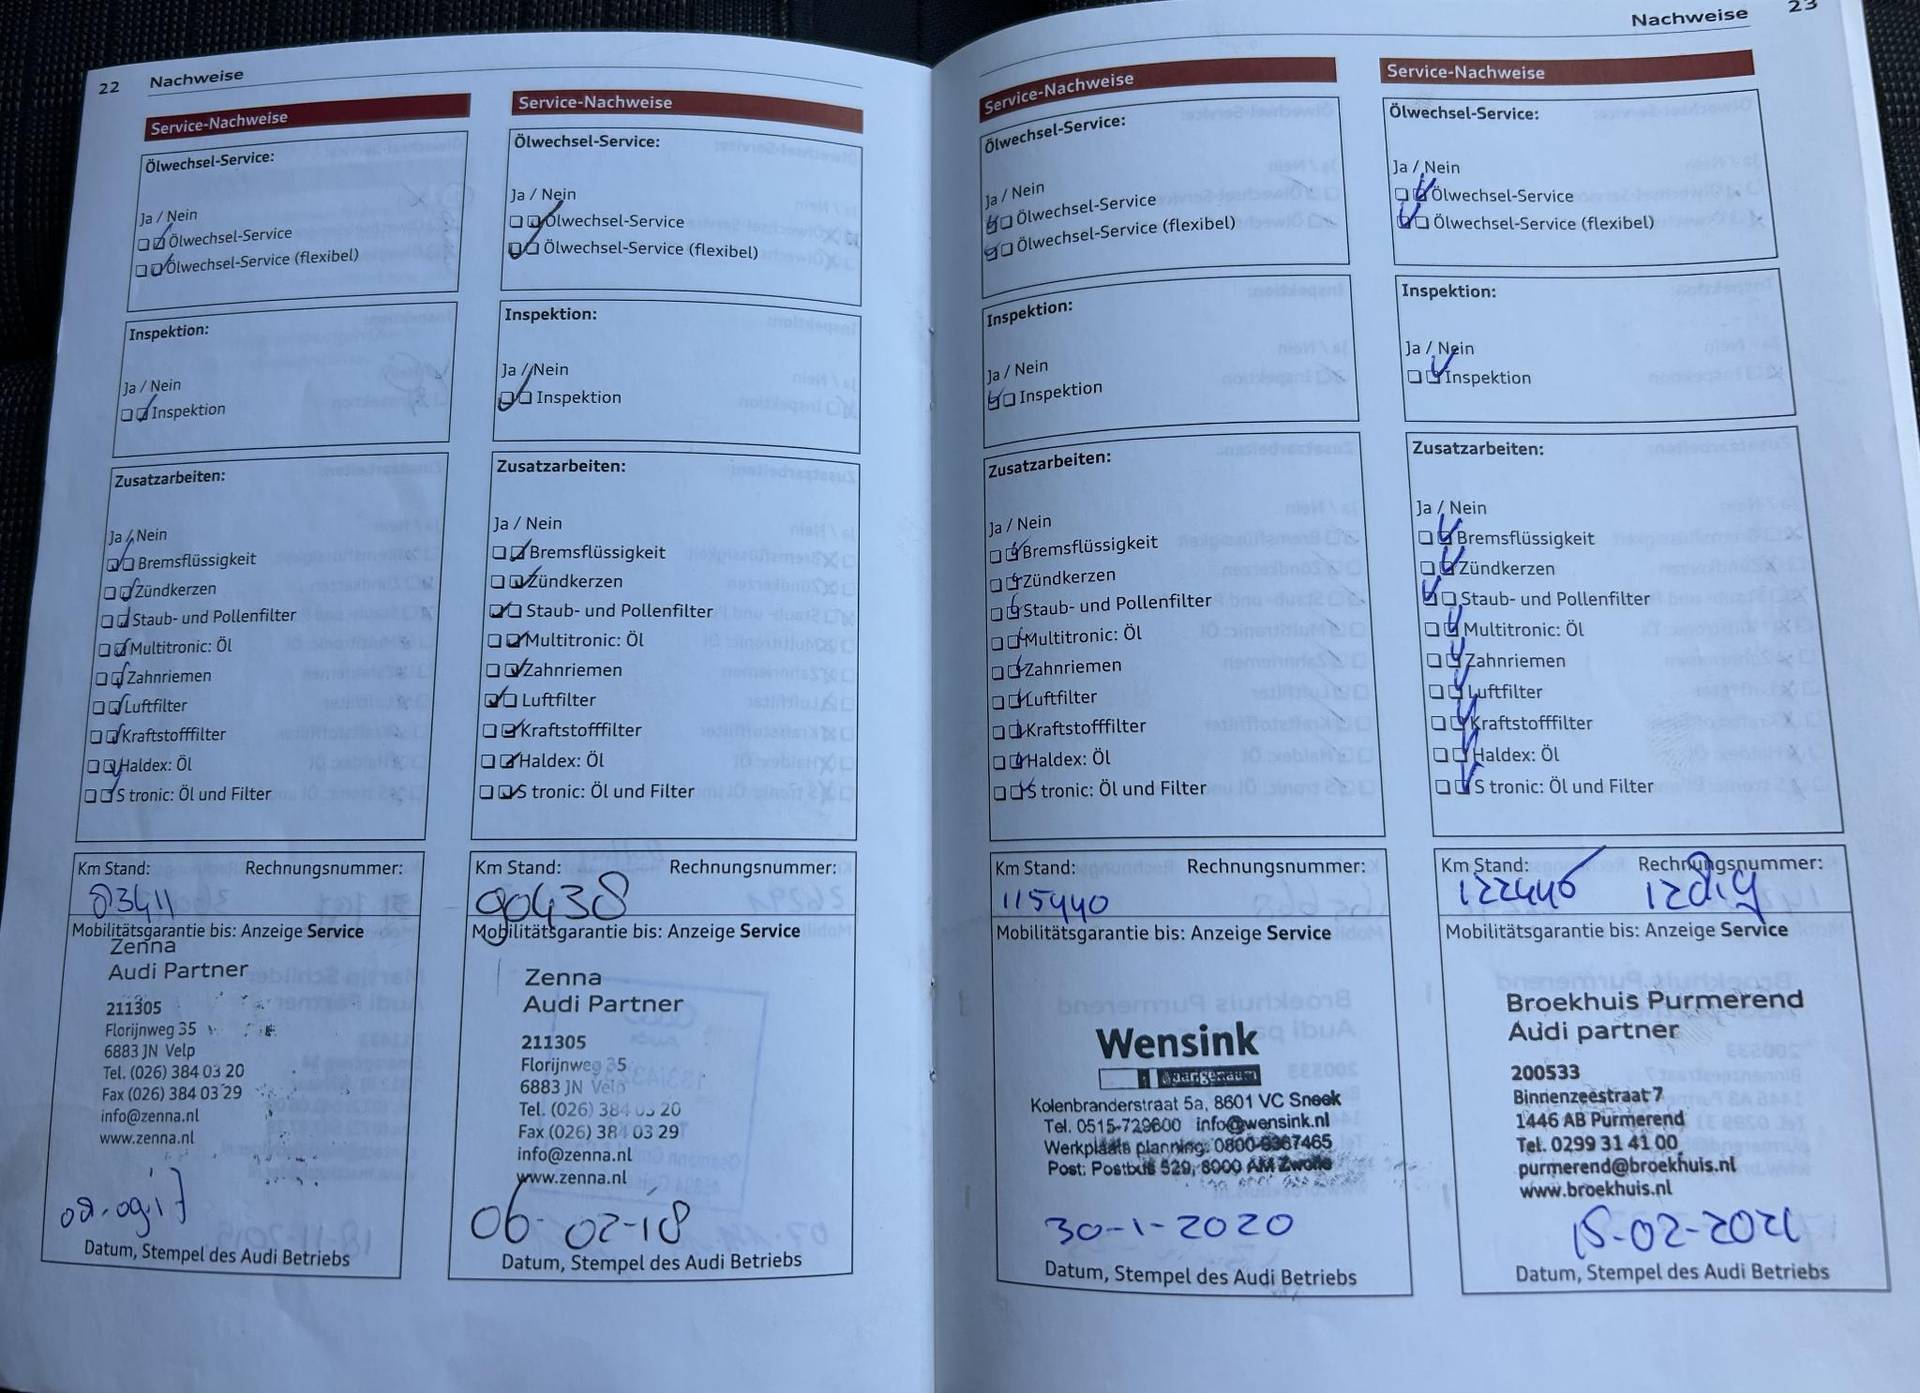 22 Nachweise
Service-Nachweise
Ölwechsel-Service:
Ja / Nein
Ölwechsel-Service
Ölwechsel-Service (flexibel)
Inspektion:
Ja / Nein
Inspektion
Zusatzarbeiten:
Ja / Nein
Bremsflüssigkeit
Zündkerzen
Staub- und Pollenfilter
Multitronic: Öl
Zahnriemen
Luftfilter
Kraftstofffilter
Haldex: Öl
S tronic: Öl und Filter
Km Stand: Rechnungsnummer:
83411
Mobilitätsgarantie bis: Anzeige Service
Zenna
Audi Partner
211305
Florijnweg 35
6883 JN Velp
Tel. (026) 384 03 20
Fax (026) 384 03 29
info@zenna.nl
www.zenna.nl
Datum, Stempel des Audi Betriebs
Service-Nachweise
Ölwechsel-Service:
Ja / Nein
Ölwechsel-Service
Ölwechsel-Service (flexibel)
Inspektion:
Ja / Nein
Inspektion
Zusatzarbeiten:
Ja / Nein
Bremsflüssigkeit
Zündkerzen
Staub- und Pollenfilter
Multitronic: Öl
Zahnriemen
Luftfilter
Kraftstofffilter
Haldex: Öl
S tronic: Öl und Filter
Km Stand: Rechnungsnummer:
90438
Mobilitätsgarantie bis: Anzeige Service
Zenna
Audi Partner
211305
Florijnweg 35
6883 JN Velp
Tel. (026) 384 03 20
Fax (026) 384 03 29
info@zenna.nl
www.zenna.nl
06-02-18
Datum, Stempel des Audi Betriebs
Nachweise 23
Service-Nachweise
Ölwechsel-Service:
Ja / Nein
Ölwechsel-Service
Ölwechsel-Service (flexibel)
Inspektion:
Ja / Nein
Inspektion
Zusatzarbeiten:
Ja / Nein
Bremsflüssigkeit
Zündkerzen
Staub- und Pollenfilter
Multitronic: Öl
Zahnriemen
Luftfilter
Kraftstofffilter
Haldex: Öl
S tronic: Öl und Filter
Km Stand: Rechnungsnummer:
115440
Mobilitätsgarantie bis: Anzeige Service
Wensink
Kolenbranderstraat 5a, 8601 VC Sneek
Tel. 0515-729600 info@wensink.nl
Werkplaats planning: 0800-9367465
Post: Postbus 529, 8000 AM Zwolle
30-1-2020
Datum, Stempel des Audi Betriebs
Service-Nachweise
Ölwechsel-Service:
Ja / Nein
Ölwechsel-Service
Ölwechsel-Service (flexibel)
Inspektion:
Ja / Nein
Inspektion
Zusatzarbeiten:
Ja / Nein
Bremsflüssigkeit
Zündkerzen
Staub- und Pollenfilter
Multitronic: Öl
Zahnriemen
Luftfilter
Kraftstofffilter
Haldex: Öl
S tronic: Öl und Filter
Km Stand: Rechnungsnummer:
122446
Mobilitätsgarantie bis: Anzeige Service
Broekhuis Purmerend
Audi partner
200533
Binnenzeestraat 7
1446 AB Purmerend
Tel. 0299 31 41 00
purmerend@broekhuis.nl
www.broekhuis.nl
15-02-2021
Datum, Stempel des Audi Betriebs